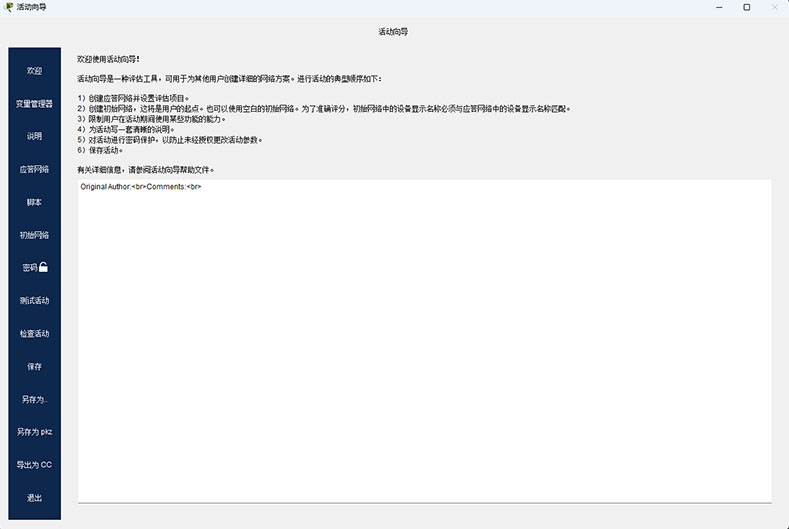 活动向导
活动向导
欢迎
变量管理器
说明
应答网络
脚本
初始网络
密码
测试活动
检查活动
保存
另存为..
另存为 pkz
导出为 CC
退出
欢迎使用活动向导！
活动向导是一种评估工具，可用于为其他用户创建详细的网络方案。进行活动的典型顺序如下：
1）创建应答网络并设置评估项目。
2）创建初始网络，这将是用户的起点。也可以使用空白的初始网络。为了准确评分，初始网络中的设备显示名称必须与应答网络中的设备显示名称匹配。
3）限制用户在活动期间使用某些功能的能力。
4）为活动写一套清晰的说明。
5）对活动进行密码保护，以防止未经授权更改活动参数。
6）保存活动。
有关详细信息，请参阅活动向导帮助文件。
Original Author:<br>Comments:<br>